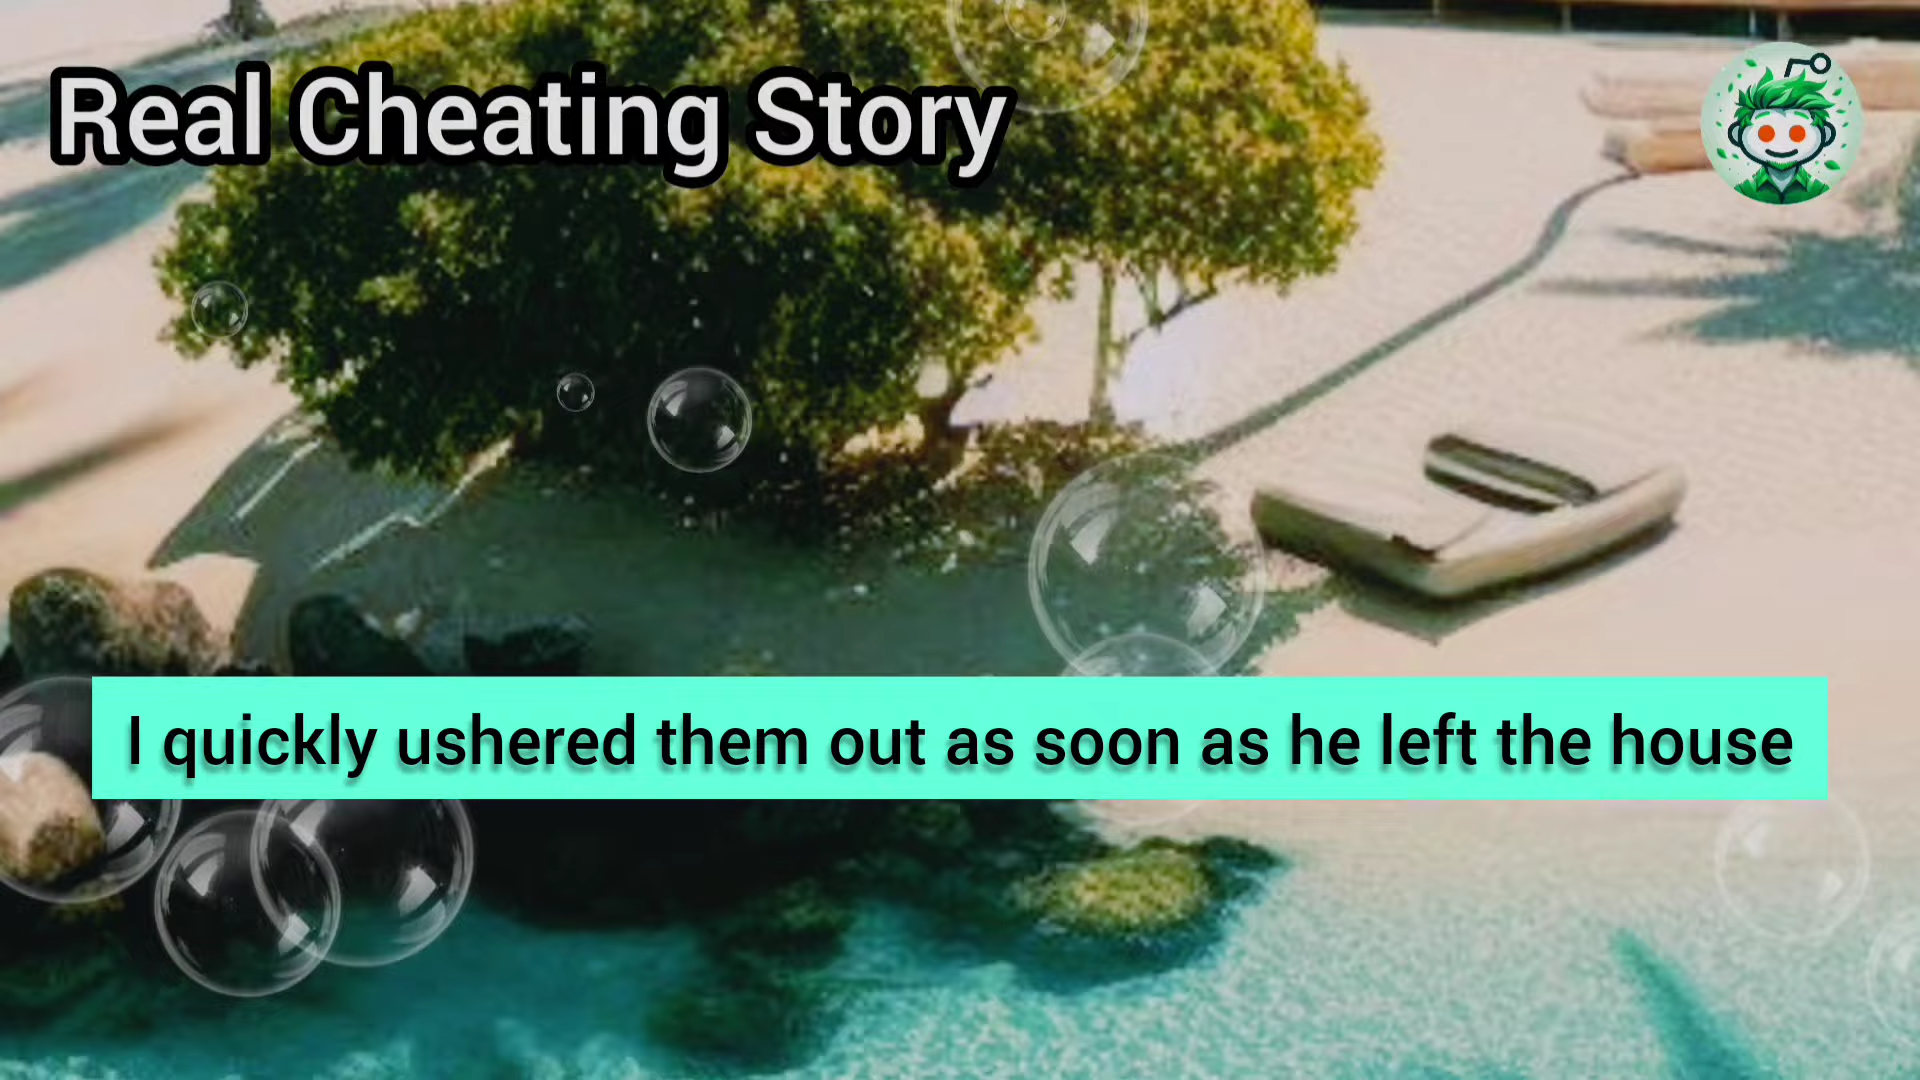 Real Cheating Story
I quickly ushered them out as soon as he left the house